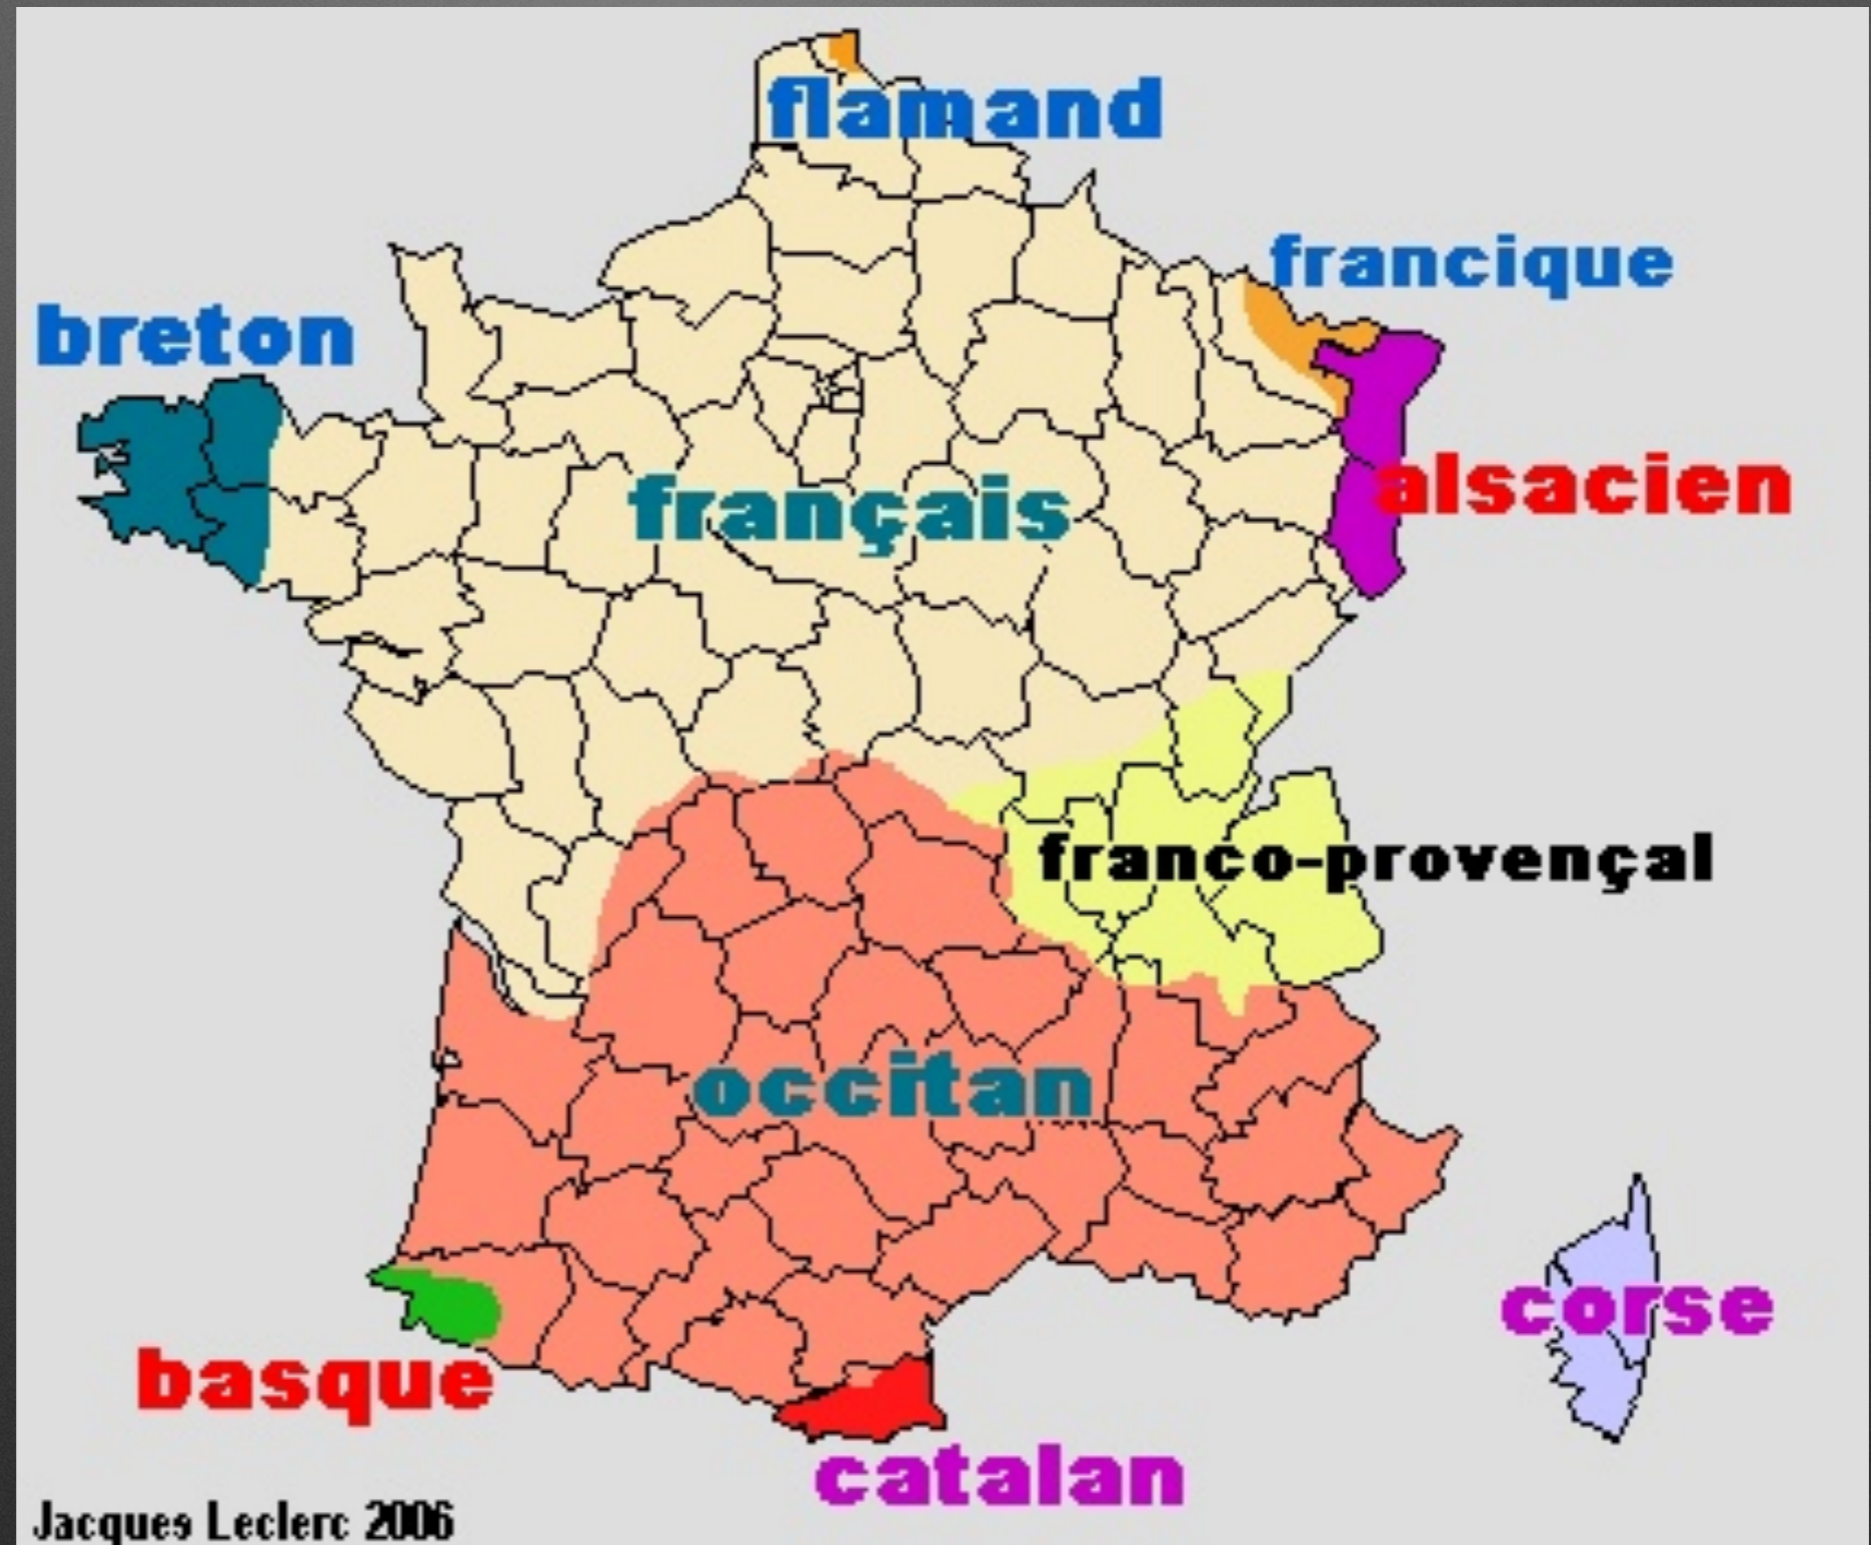 flamand
francique
breton
alsacien
français
franco-provençal
occitan
corse
basque
catalan
Jacques Leclerc 2006